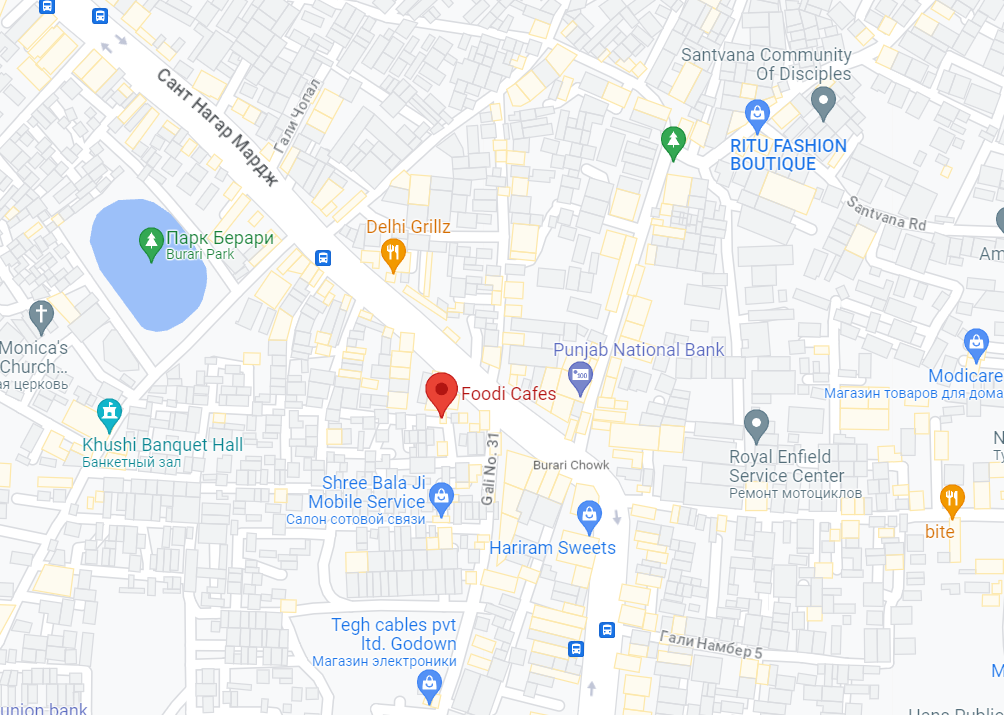 Santvana Community
Of Disciples
Сант Нагар Мардж
Гали Чопал
RITU FASHION
BOUTIQUE
Santvana Rd
Delhi Grillz
Парк Берари
Burari Park
Am
Monica's
Church...
ая церковь
Punjab National Bank
Foodi Cafes
Modicare
Магазин товаров для дома
Khushi Banquet Hall
Банкетный зал
Gali No. 31
Burari Chowk
Royal Enfield
Service Center
Ремонт мотоциклов
N
Ту
Shree Bala Ji
Mobile Service
Салон сотовой связи
Hariram Sweets
bite
Tegh cables pvt
ltd. Godown
Магазин электроники
Гали Намбер 5
M
union bank